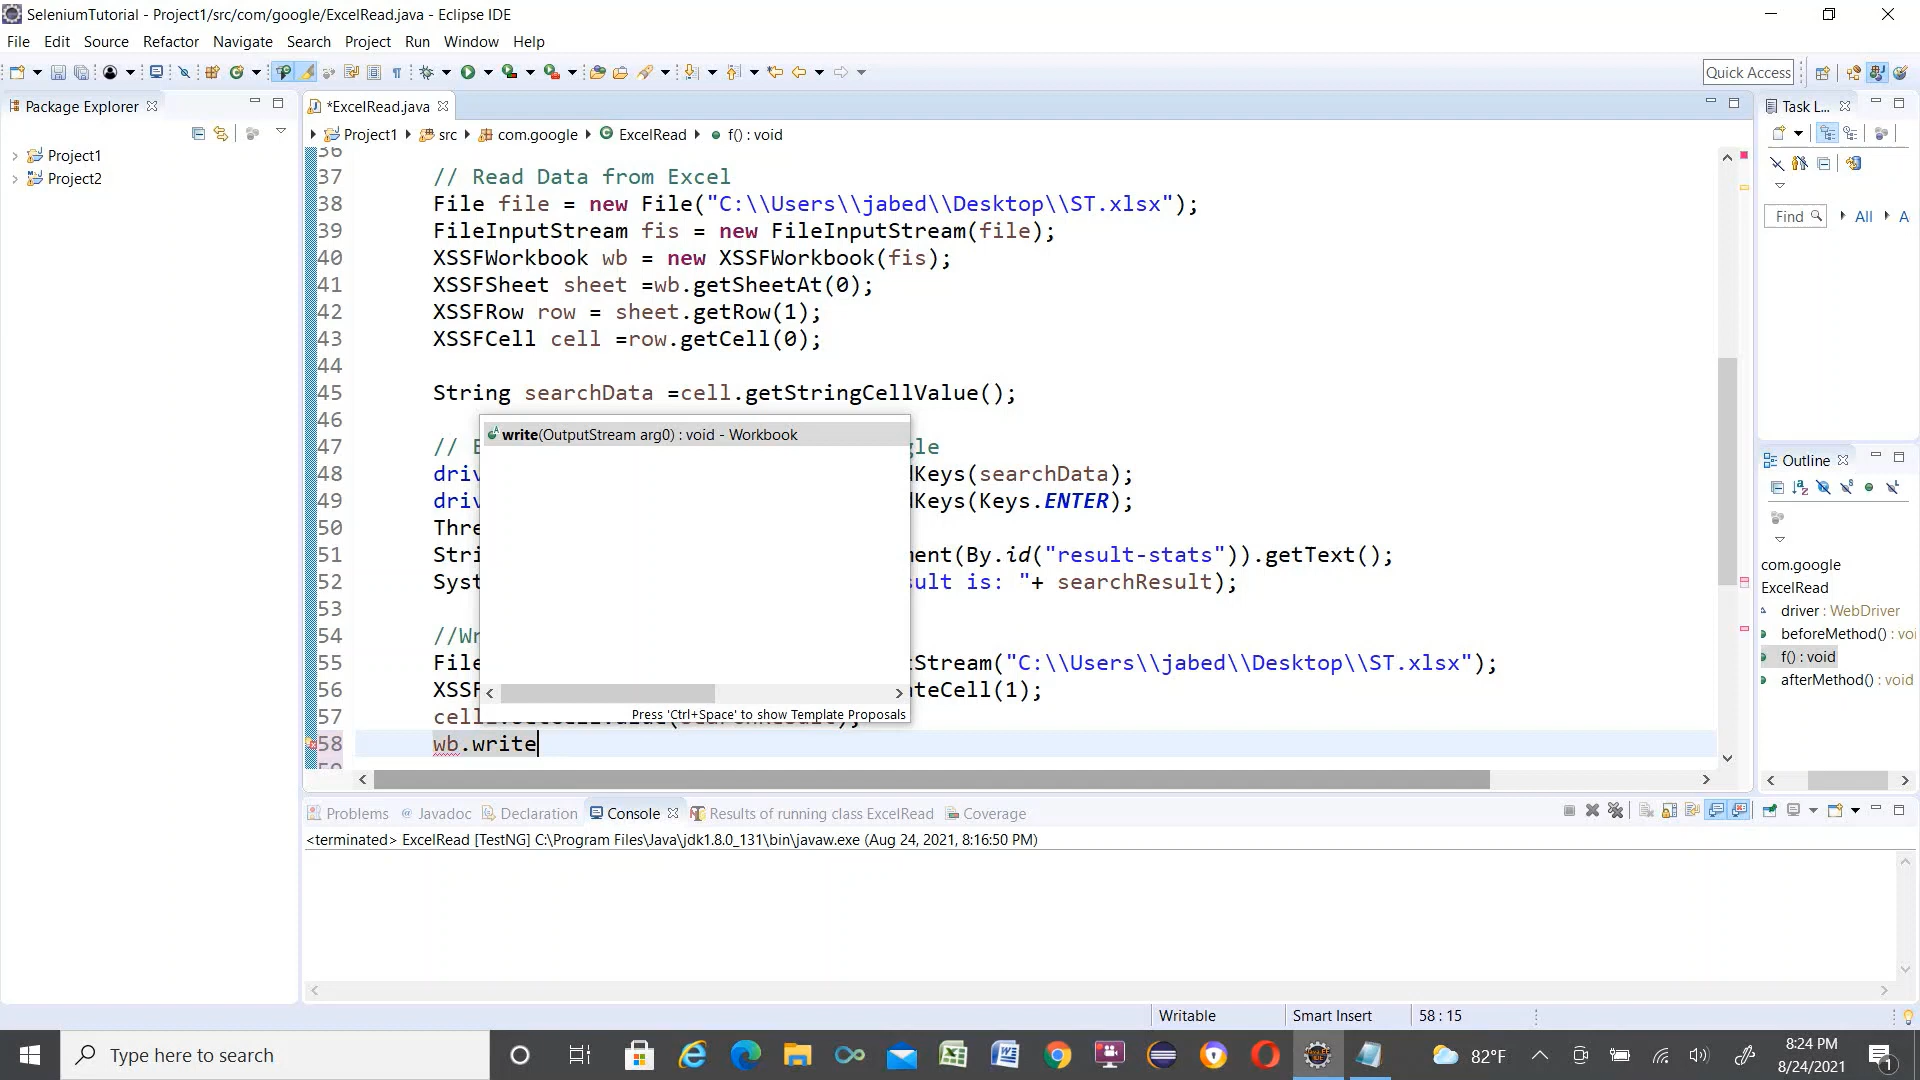 SeleniumTutorial - Project1/src/com/google/ExcelRead.java - Eclipse IDE
File Edit Source Refactor Navigate Search Project Run Window Help
Quick Access
Package Explorer
*ExcelRead.java
Task L...
Project1 src com.google ExcelRead f() : void
Project1
Project2
Find All A
36
37 // Read Data from Excel
38 File file = new File("C:\\Users\\jabed\\Desktop\\ST.xlsx");
39 FileInputStream fis = new FileInputStream(file);
40 XSSFWorkbook wb = new XSSFWorkbook(fis);
41 XSSFSheet sheet =wb.getSheetAt(0);
42 XSSFRow row = sheet.getRow(1);
43 XSSFCell cell =row.getCell(0);
44
45 String searchData =cell.getStringCellValue();
46
write(OutputStream arg0) : void - Workbook
47 // E gle
48 driv dKeys(searchData);
49 driv dKeys(Keys.ENTER);
50 Thre
51 Stri ment(By.id("result-stats")).getText();
52 Syst ult is: "+ searchResult);
53
54 //Wr
55 File tStream("C:\\Users\\jabed\\Desktop\\ST.xlsx");
56 XSSF ateCell(1);
57
Press 'Ctrl+Space' to show Template Proposals
58 wb.write
Outline
com.google
ExcelRead
driver : WebDriver
beforeMethod() : voi
f() : void
afterMethod() : void
Problems Javadoc Declaration Console Results of running class ExcelRead Coverage
<terminated> ExcelRead [TestNG] C:\Program Files\Java\jdk1.8.0_131\bin\javaw.exe (Aug 24, 2021, 8:16:50 PM)
Writable Smart Insert 58 : 15
Type here to search
82°F
8:24 PM
8/24/2021
1